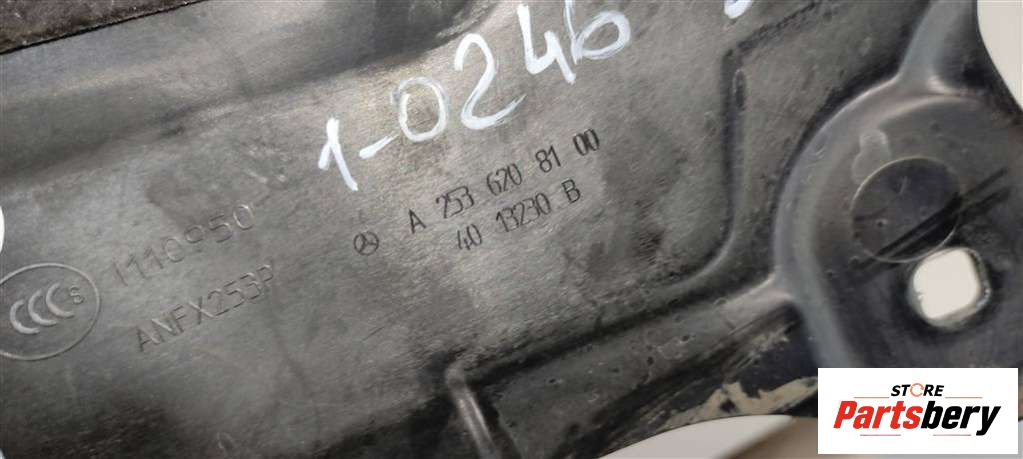 1-0246
A 253 620 81 00
40 13230 B
1110950
CCC S
ANFX253P
STORE
Partsbery